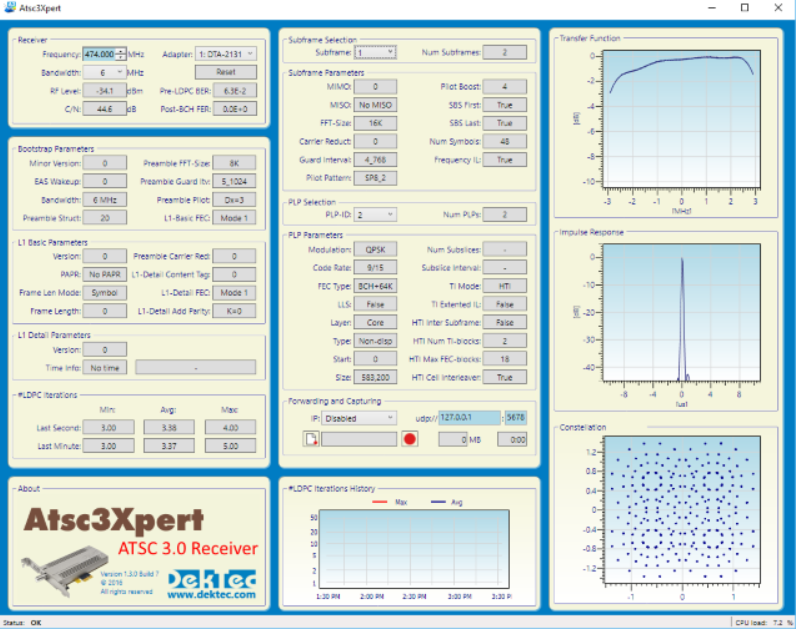 Atsc3Xpert
Receiver
Frequency: 474.000 MHz Adapter: 1: DTA-2131
Bandwidth: 6 MHz Reset
RF Level: -34.1 dBm Pre-LDPC BER: 6.3E-2
C/N: 44.6 dB Post-BCH FER: 0.0E+0
Bootstrap Parameters
Minor Version: 0 Preamble FFT-Size: 8K
EAS Wakeup: 0 Preamble Guard Itv: 5_1024
Bandwidth: 6 MHz Preamble Pilot: Dx=3
Preamble Struct: 20 L1-Basic FEC: Mode 1
L1 Basic Parameters
Version: 0 Preamble Carrier Red: 0
PAPR: No PAPR L1-Detail Content Tag: 0
Frame Len Mode: Symbol L1-Detail FEC: Mode 1
Frame Length: 0 L1-Detail Add Parity: K=0
L1 Detail Parameters
Version: 0
Time Info: No time -
#LDPC Iterations
Min: Avg: Max:
Last Second: 3.00 3.38 4.00
Last Minute: 3.00 3.37 5.00
About
Atsc3Xpert
ATSC 3.0 Receiver
Version 1.3.0 Build 7
© 2016
All rights reserved
DekTec
www.dektec.com
Subframe Selection
Subframe: 1 Num Subframes: 2
Subframe Parameters
MIMO: 0 Pilot Boost: 4
MISO: No MISO SBS First: True
FFT-Size: 16K SBS Last: True
Carrier Reduct: 0 Num Symbols: 48
Guard Interval: 4_768 Frequency IL: True
Pilot Pattern: SP8_2
PLP Selection
PLP-ID: 2 Num PLPs: 2
PLP Parameters
Modulation: QPSK Num Subslices: -
Code Rate: 9/15 Subslice Interval: -
FEC Type: BCH+64K TI Mode: HTI
LLS: False TI Extented IL: False
Layer: Core HTI Inter Subframe: False
Type: Non-disp HTI Num TI-blocks: 2
Start: 0 HTI Max FEC-blocks: 18
Size: 583,200 HTI Cell Interleaver: True
Forwarding and Capturing
IP: Disabled udp:// 127.0.0.1 : 5678
0 MB 0:00
#LDPC Iterations History
Max Avg
50
20
10
5
2
1
1:30 PM 2:00 PM 2:30 PM 3:00 PM 3:30 P
Transfer Function
[dB]
0
-2
-4
-6
-8
-10
-3 -2 -1 0 1 2 3
[MHz]
Impulse Response
[dB]
0
-10
-20
-30
-40
-8 -4 0 4 8
[us]
Constellation
1.2
0.8
0.4
0
-0.4
-0.8
-1.2
-1 0 1
Status: OK CPU load: 7.2 %